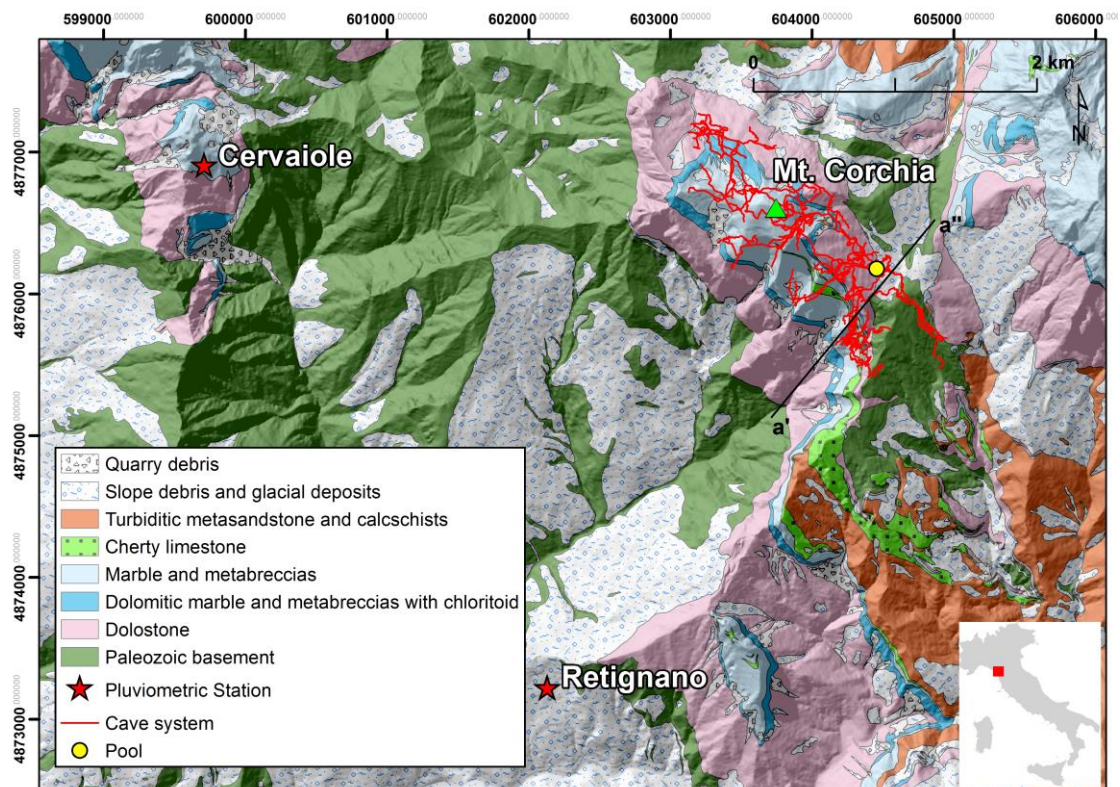 599000.000000
600000.000000
601000.000000
602000.000000
603000.000000
604000.000000
605000.000000
606000.000000
0
2 km
N
4877000.000000
Cervaiole
Mt. Corchia
a"
4876000.000000
a'
4875000.000000
Quarry debris
Slope debris and glacial deposits
Turbiditic metasandstone and calcschists
Cherty limestone
Marble and metabreccias
Dolomitic marble and metabreccias with chloritoid
Dolostone
Paleozoic basement
Pluviometric Station
Cave system
Pool
4874000.000000
Retignano
4873000.000000